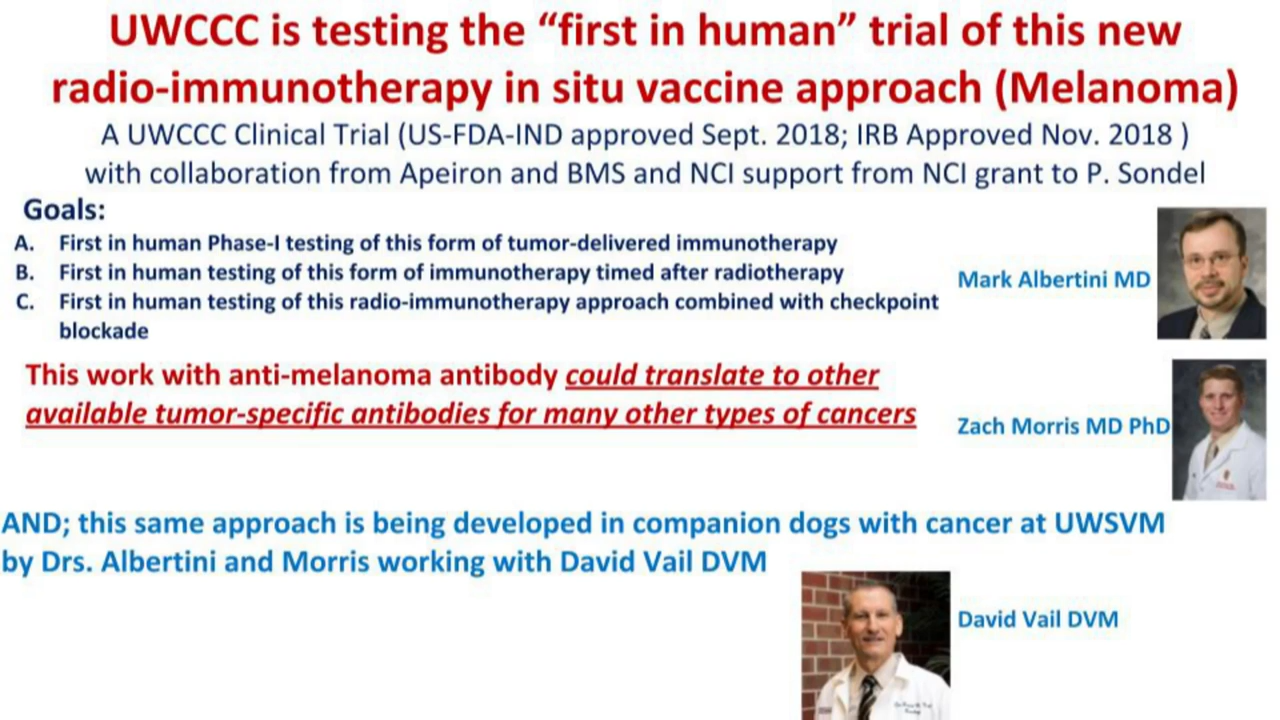 UWCCC is testing the “first in human” trial of this new
radio-immunotherapy in situ vaccine approach (Melanoma)
A UWCCC Clinical Trial (US-FDA-IND approved Sept. 2018; IRB Approved Nov. 2018 )
with collaboration from Apeiron and BMS and NCI support from NCI grant to P. Sondel
Goals:
A. First in human Phase-I testing of this form of tumor-delivered immunotherapy
B. First in human testing of this form of immunotherapy timed after radiotherapy
C. First in human testing of this radio-immunotherapy approach combined with checkpoint
blockade
Mark Albertini MD
This work with anti-melanoma antibody could translate to other
available tumor-specific antibodies for many other types of cancers
Zach Morris MD PhD
AND; this same approach is being developed in companion dogs with cancer at UWSVM
by Drs. Albertini and Morris working with David Vail DVM
David Vail DVM